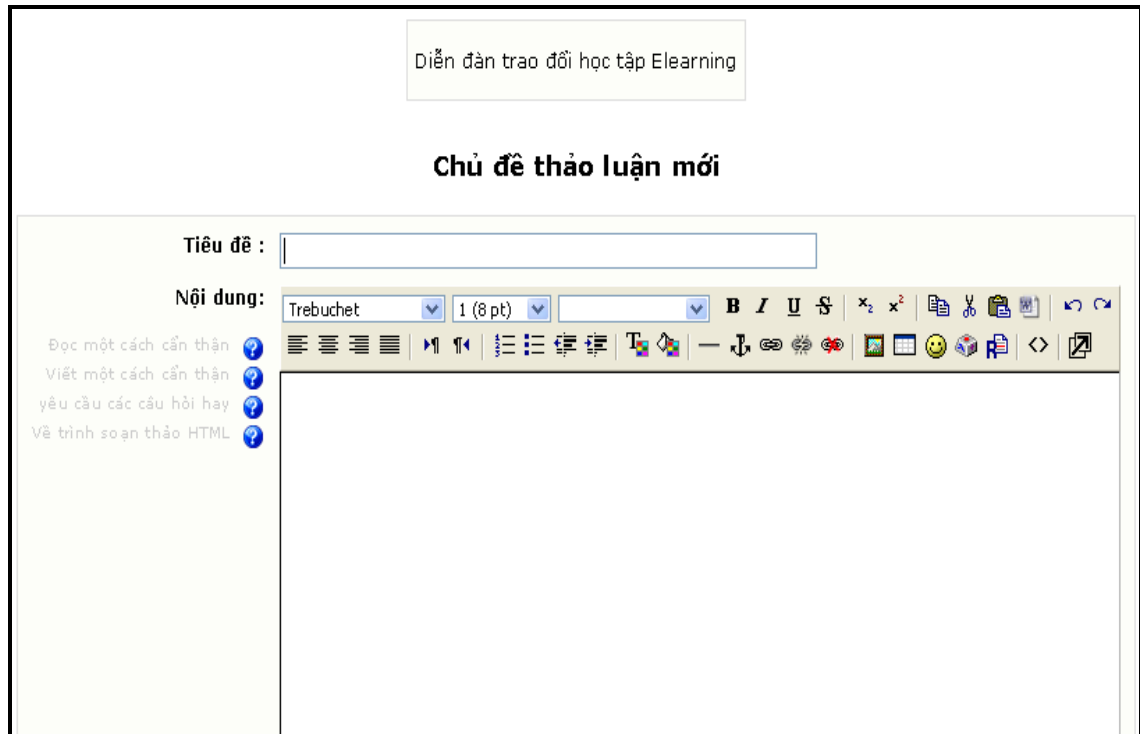 Diễn đàn trao đổi học tập Elearning
Chủ đề thảo luận mới
Tiêu đề :
Nội dung:
Trebuchet 1 (8 pt) B I U S x₂ x²
Đọc một cách cẩn thận
Viết một cách cẩn thận
yêu cầu các câu hỏi hay
Về trình soạn thảo HTML